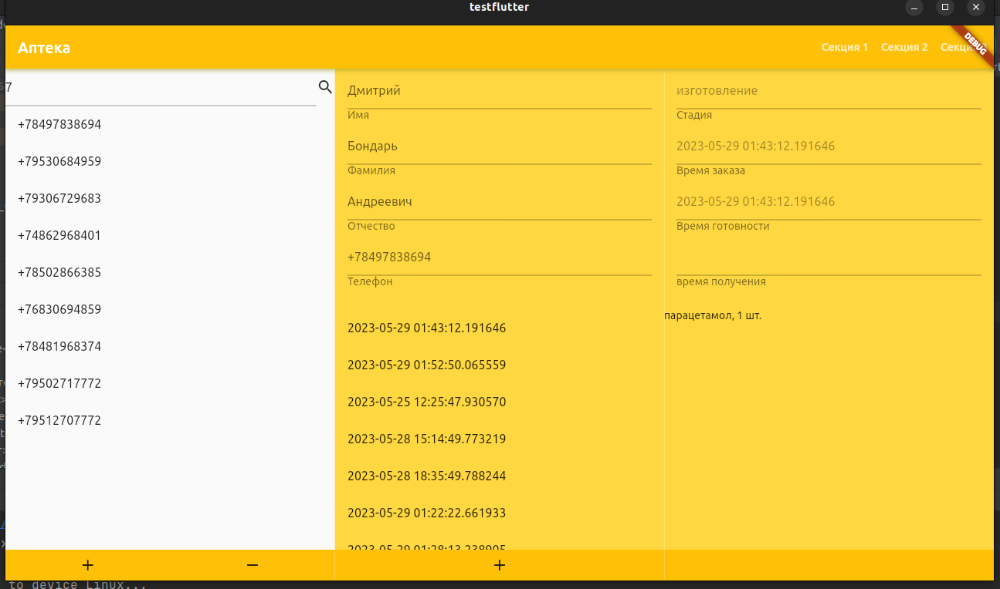 testflutter
Аптека
Секция 1 Секция 2
DEBUG
7
+78497838694
+79530684959
+79306729683
+74862968401
+78502866385
+76830694859
+78481968374
+79502717772
+79512707772
Дмитрий
Имя
Бондарь
Фамилия
Андреевич
Отчество
+78497838694
Телефон
2023-05-29 01:43:12.191646
2023-05-29 01:52:50.065559
2023-05-25 12:25:47.930570
2023-05-28 15:14:49.773219
2023-05-28 18:35:49.788244
2023-05-29 01:22:22.661933
2023-05-29 01:28:13.238905
изготовление
Стадия
2023-05-29 01:43:12.191646
Время заказа
2023-05-29 01:43:12.191646
Время готовности
время получения
парацетамол, 1 шт.
to device Linux...